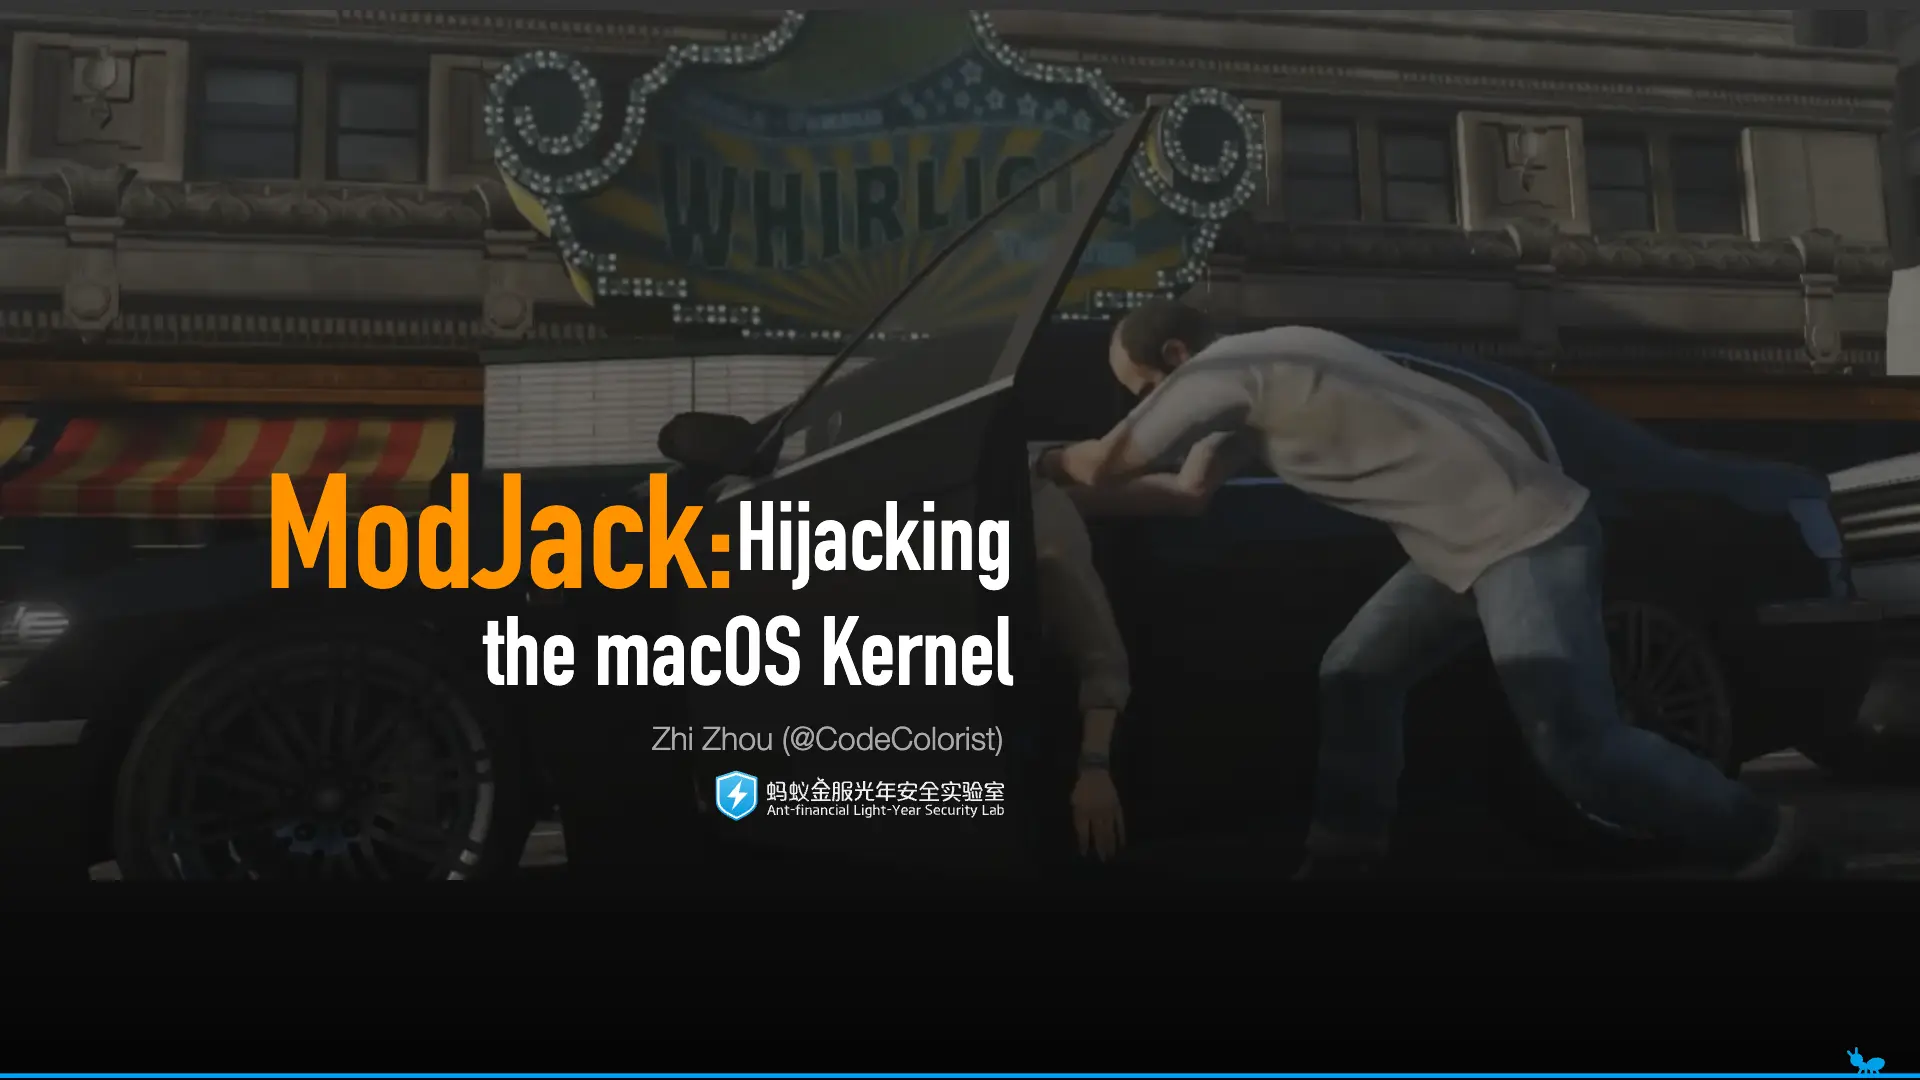 WHIRLIGIG
ModJack: Hijacking
the macOS Kernel
Zhi Zhou (@CodeColorist)
蚂蚁金服光年安全实验室
Ant-financial Light-Year Security Lab